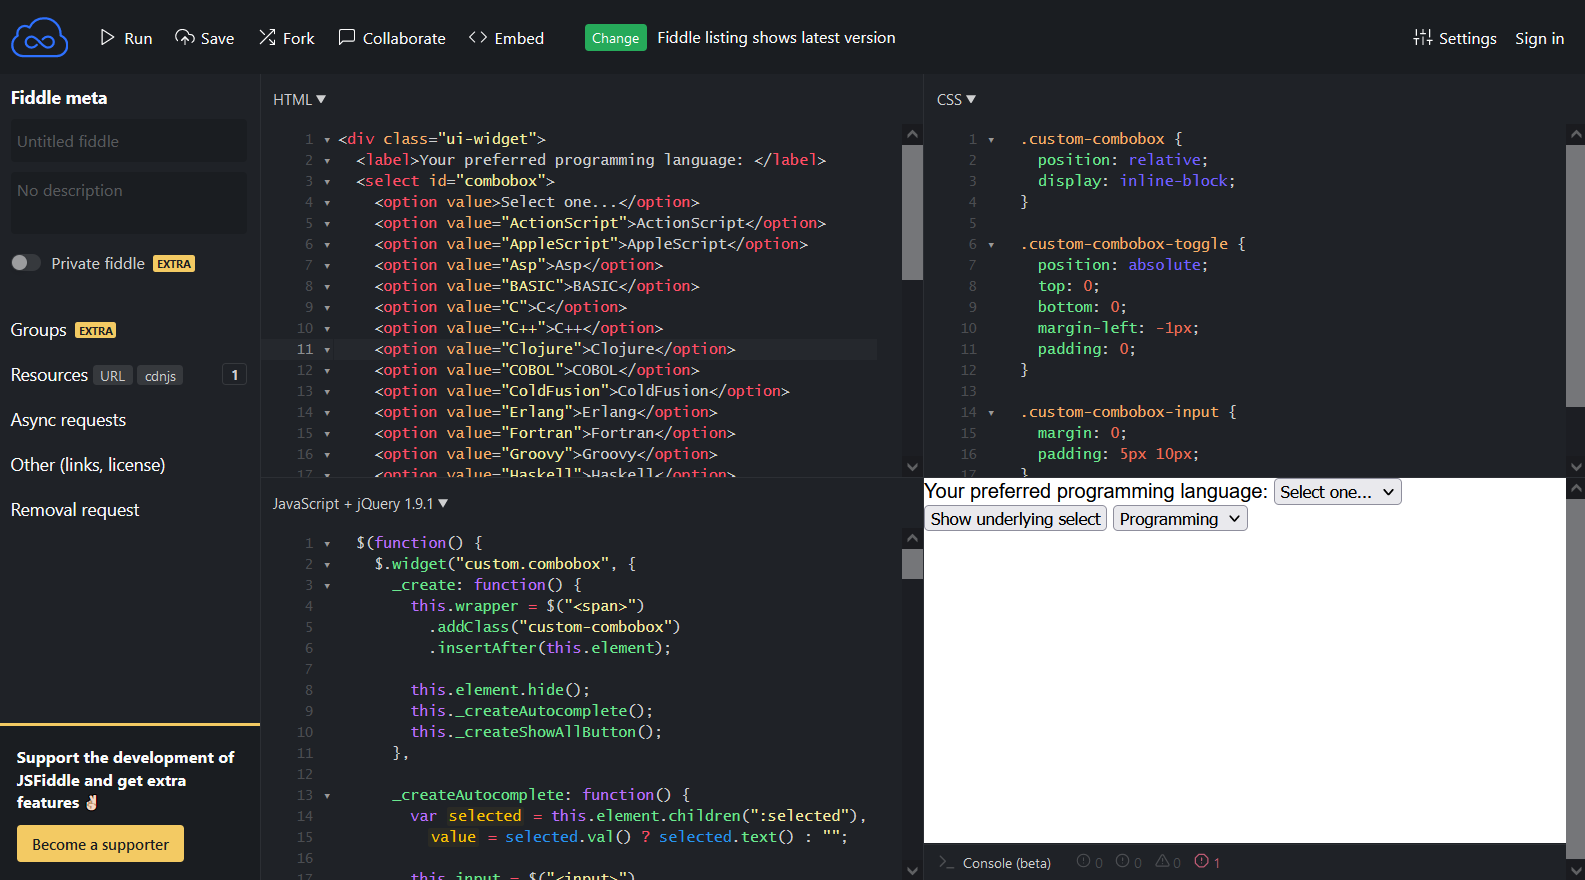 Run Save Fork Collaborate Embed Change Fiddle listing shows latest version Settings Sign in
Fiddle meta
Untitled fiddle
No description
Private fiddle EXTRA
Groups EXTRA
Resources URL cdnjs 1
Async requests
Other (links, license)
Removal request
Support the development of
JSFiddle and get extra
features ✌🏻
Become a supporter
HTML ▼
1 <div class="ui-widget">
2 <label>Your preferred programming language: </label>
3 <select id="combobox">
4 <option value>Select one...</option>
5 <option value="ActionScript">ActionScript</option>
6 <option value="AppleScript">AppleScript</option>
7 <option value="Asp">Asp</option>
8 <option value="BASIC">BASIC</option>
9 <option value="C">C</option>
10 <option value="C++">C++</option>
11 <option value="Clojure">Clojure</option>
12 <option value="COBOL">COBOL</option>
13 <option value="ColdFusion">ColdFusion</option>
14 <option value="Erlang">Erlang</option>
15 <option value="Fortran">Fortran</option>
16 <option value="Groovy">Groovy</option>
17 <option value="Haskell">Haskell</option>
CSS ▼
1 .custom-combobox {
2 position: relative;
3 display: inline-block;
4 }
5
6 .custom-combobox-toggle {
7 position: absolute;
8 top: 0;
9 bottom: 0;
10 margin-left: -1px;
11 padding: 0;
12 }
13
14 .custom-combobox-input {
15 margin: 0;
16 padding: 5px 10px;
17 }
JavaScript + jQuery 1.9.1 ▼
1 $(function() {
2 $.widget("custom.combobox", {
3 _create: function() {
4 this.wrapper = $("<span>")
5 .addClass("custom-combobox")
6 .insertAfter(this.element);
7
8 this.element.hide();
9 this._createAutocomplete();
10 this._createShowAllButton();
11 },
12
13 _createAutocomplete: function() {
14 var selected = this.element.children(":selected"),
15 value = selected.val() ? selected.text() : "";
16
17 this.input = $("<input>")
Your preferred programming language: Select one...
Show underlying select Programming
>_ Console (beta) 0 0 0 1